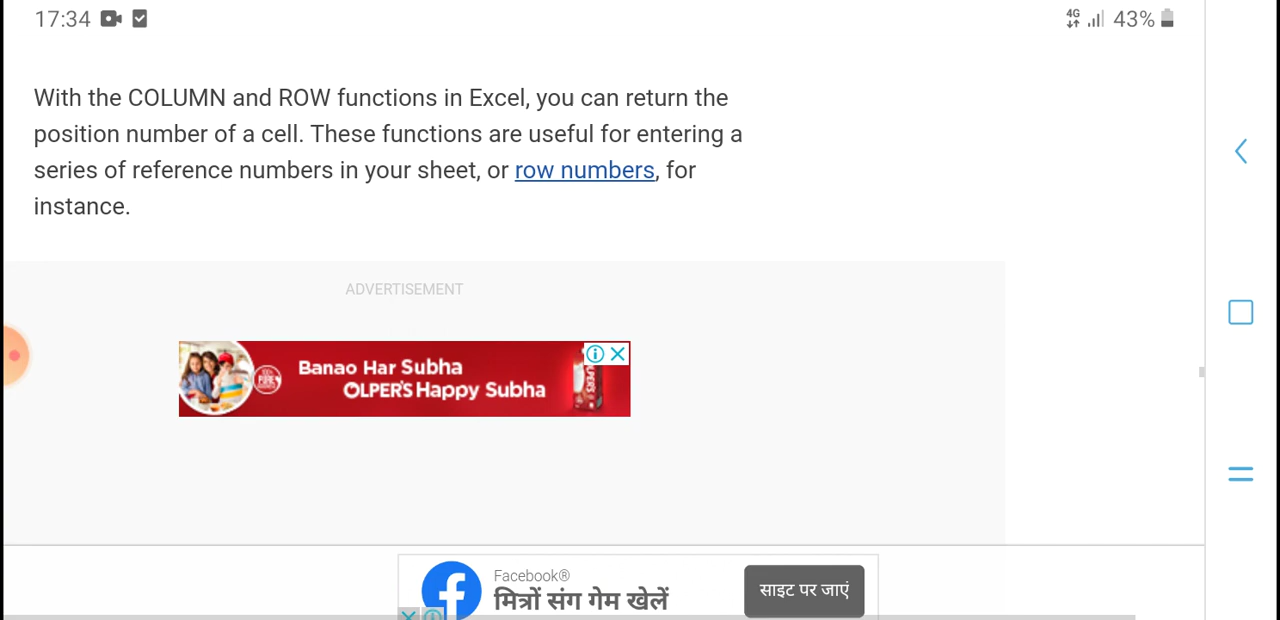 17:34
4G 43%
With the COLUMN and ROW functions in Excel, you can return the
position number of a cell. These functions are useful for entering a
series of reference numbers in your sheet, or row numbers, for
instance.
ADVERTISEMENT
Banao Har Subha
OLPER'S Happy Subha
Facebook®
मित्रों संग गेम खेलें
साइट पर जाएं